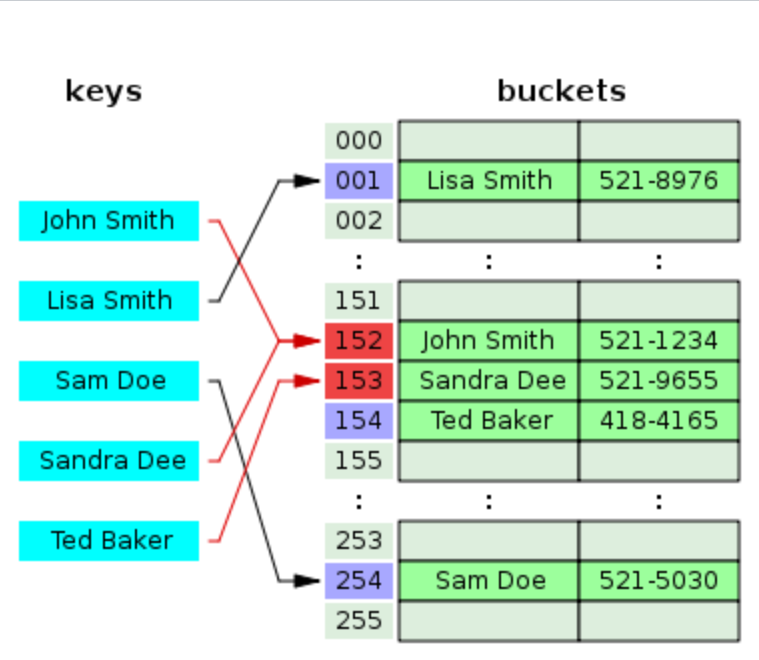 keys
buckets
000
001 Lisa Smith 521-8976
John Smith
002
: : :
Lisa Smith
151
152 John Smith 521-1234
Sam Doe
153 Sandra Dee 521-9655
154 Ted Baker 418-4165
Sandra Dee
155
: : :
Ted Baker
253
254 Sam Doe 521-5030
255